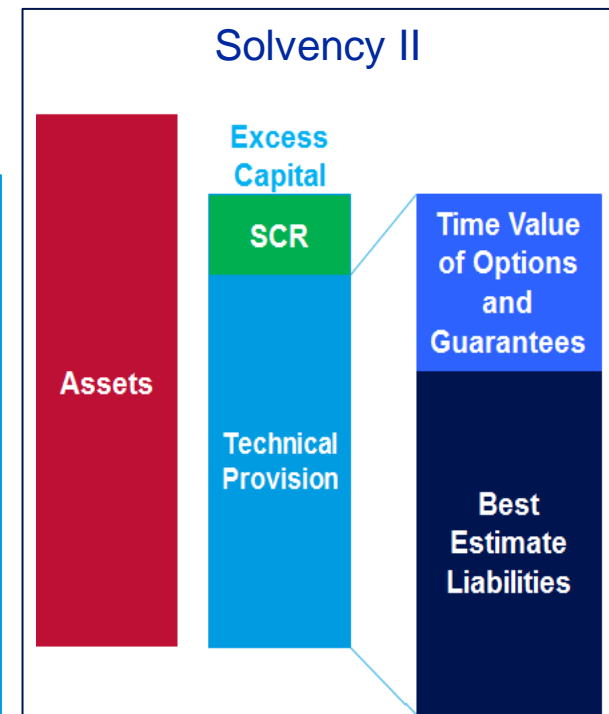 Solvency II
Excess
Capital
SCR
Assets
Technical
Provision
Time Value
of Options
and
Guarantees
Best
Estimate
Liabilities